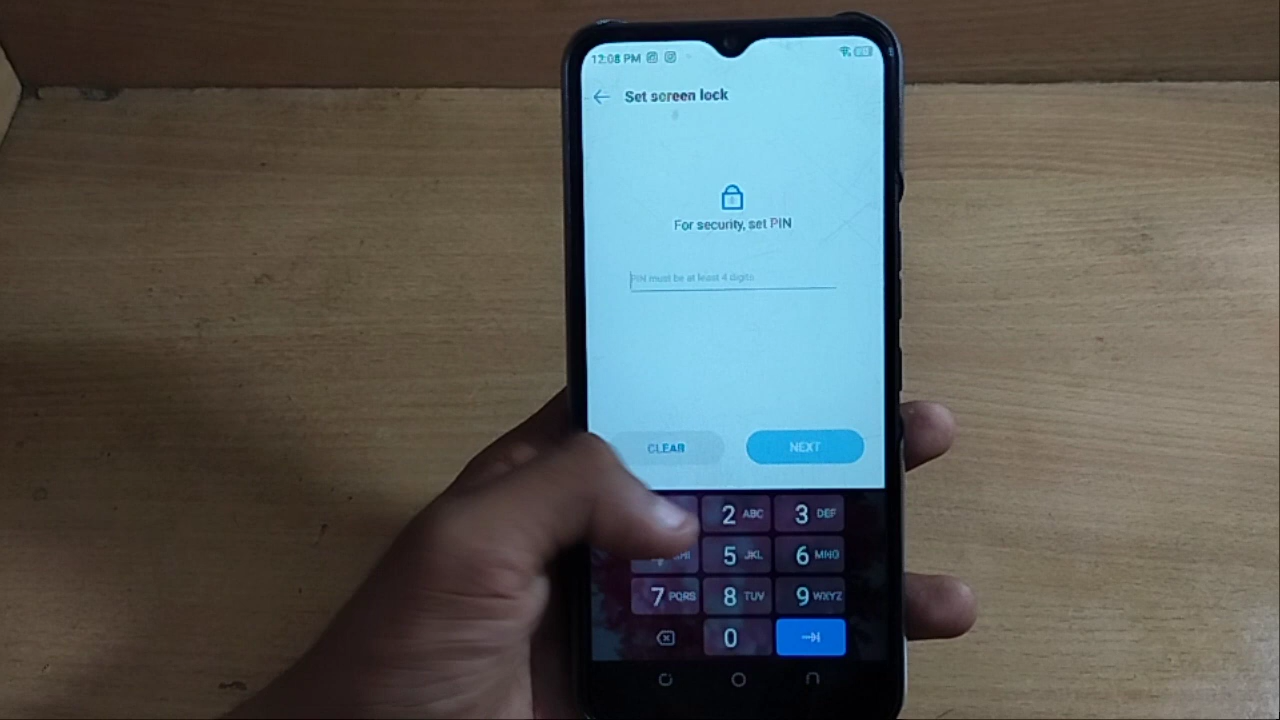 12:08 PM
Set screen lock
For security, set PIN
PIN must be at least 4 digits
CLEAR NEXT
2 ABC 3 DEF
5 JKL 6 MNO
7 PQRS 8 TUV 9 WXYZ
0